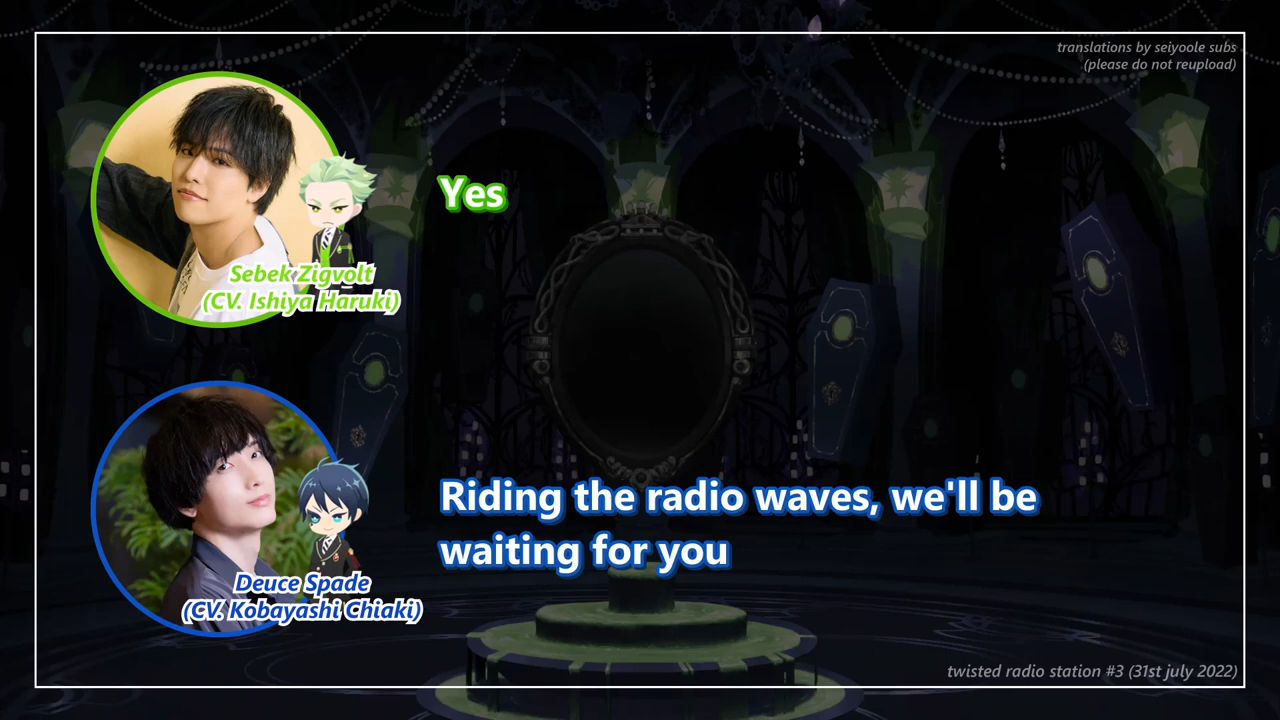 translations by seiyoole subs
(please do not reupload)
Yes
Sebek Zigvolt
(CV. Ishiya Haruki)
Riding the radio waves, we'll be
waiting for you
Deuce Spade
(CV. Kobayashi Chiaki)
twisted radio station #3 (31st july 2022)